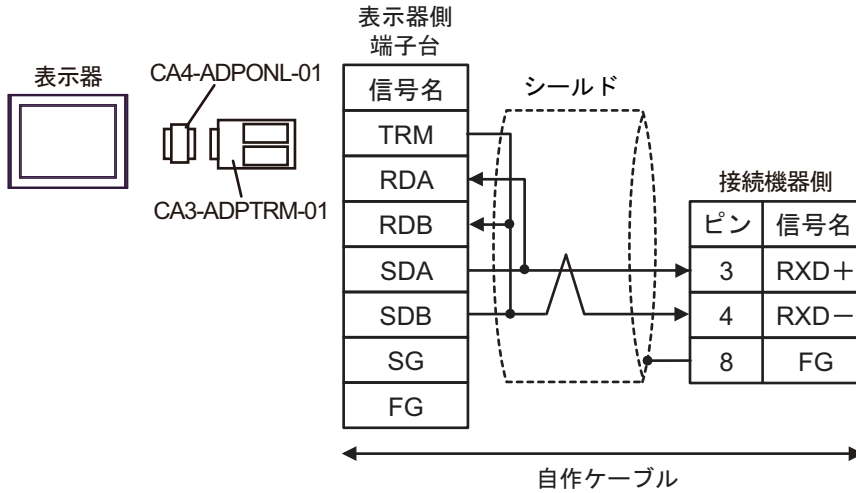 表示器
CA4-ADPONL-01
CA3-ADPTRM-01
表示器側
端子台
信号名
TRM
RDA
RDB
SDA
SDB
SG
FG
シールド
接続機器側
ピン 信号名
3 RXD＋
4 RXD－
8 FG
自作ケーブル